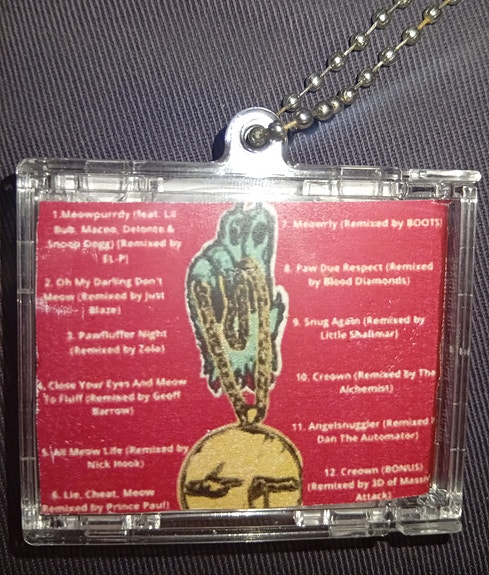 1.Meowpurrdy (feat. Lil
Bub, Maceo, Delonte &
Snoop Dogg) (Remixed by
EL-P)
2. Oh My Darling Don't
Meow (Remixed by Just
Blaze)
3. Pawfluffer Night
(Remixed by Zola)
4. Close Your Eyes And Meow
To Fluff (Remixed by Geoff
Barrow)
5. All Meow Life (Remixed by
Nick Hook)
6. Lie, Cheat, Meow
(Remixed by Prince Paul)
7. Meowrly (Remixed by BOOTS)
8. Paw Due Respect (Remixed
by Blood Diamonds)
9. Snug Again (Remixed by
Little Shalimar)
10. Creown (Remixed by The
Alchemist)
11. Angelsnuggler (Remixed
Dan The Automator)
12. Creown (BONUS)
(Remixed by 3D of Massiv
Attack)